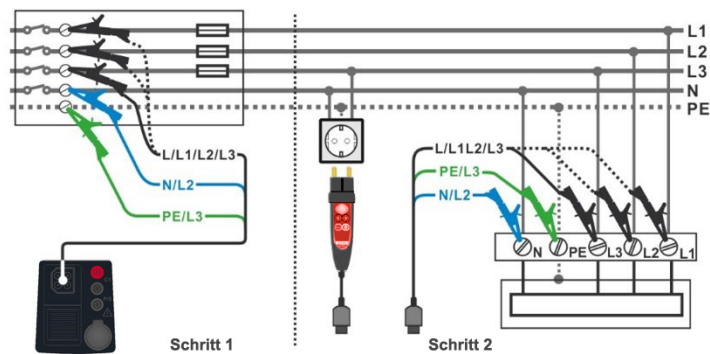 L1
L2
L3
N
PE
L/L1/L2/L3
N/L2
PE/L3
Schritt 1
L/L1L2/L3
PE/L3
N/L2
N
PE
L3
L2
L1
Schritt 2